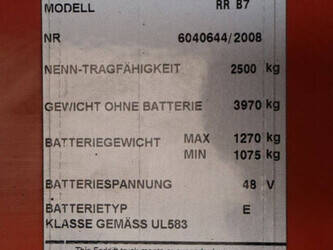 MODELL RR B7
NR 6040644/2008
NENN-TRAGFÄHIGKEIT 2500 kg
GEWICHT OHNE BATTERIE 3970 kg
BATTERIEGEWICHT MAX 1270 kg
MIN 1075 kg
BATTERIESPANNUNG 48 V
BATTERIETYP E
KLASSE GEMÄSS UL583